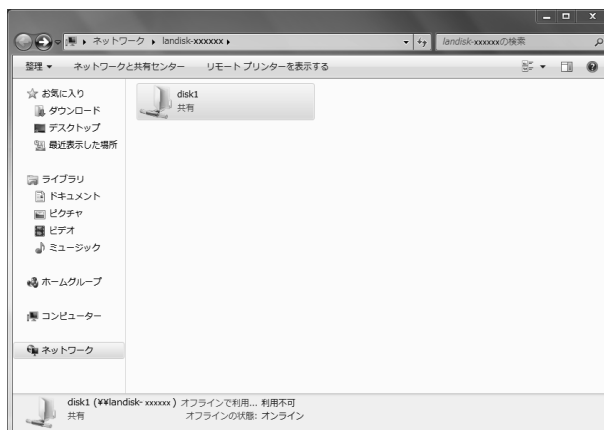 ネットワーク ▸ landisk-xxxxxx ▸
landisk-xxxxxxの検索
整理 ▼ ネットワークと共有センター リモート プリンターを表示する
お気に入り
ダウンロード
デスクトップ
最近表示した場所
ライブラリ
ドキュメント
ピクチャ
ビデオ
ミュージック
ホームグループ
コンピューター
ネットワーク
disk1
共有
disk1 (¥¥landisk-xxxxxx) オフラインで利用... 利用不可
共有 オフラインの状態: オンライン